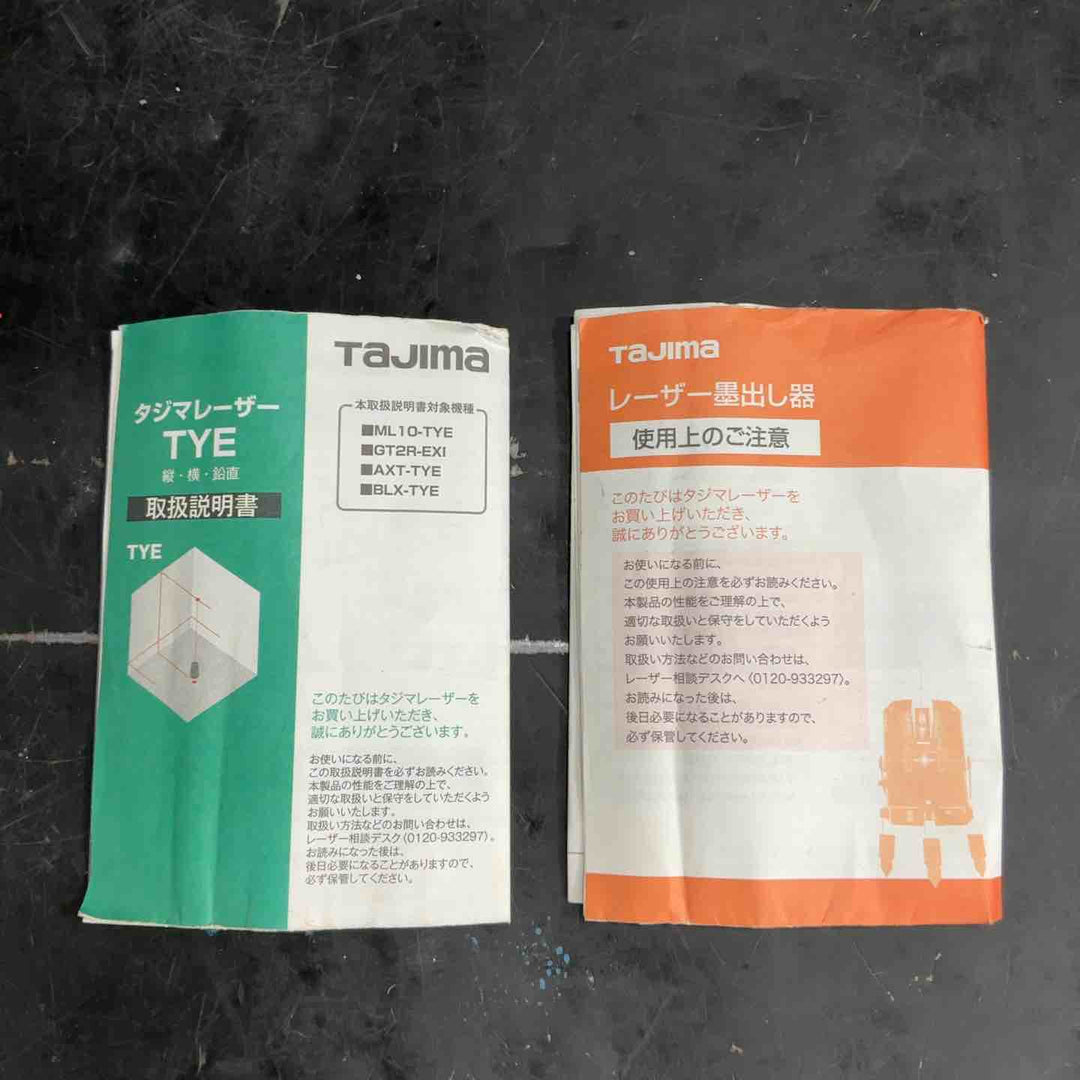 タジマレーザー
TYE
縦・横・鉛直
取扱説明書
TYE
TAJIMA
本取扱説明書対象機種
■ML10-TYE
■GT2R-EXI
■AXT-TYE
■BLX-TYE
このたびはタジマレーザーを
お買い上げいただき、
誠にありがとうございます。
お使いになる前に、
この取扱説明書を必ずお読みください。
本製品の性能をご理解の上で、
適切な取扱いと保守をしていただくよう
お願いいたします。
取扱い方法などのお問い合わせは、
レーザー相談デスク(0120-933297)。
お読みになった後は、
後日必要になることがありますので、
必ず保管してください。
TAJIMA
レーザー墨出し器
使用上のご注意
このたびはタジマレーザーを
お買い上げいただき、
誠にありがとうございます。
お使いになる前に、
この使用上の注意を必ずお読みください。
本製品の性能をご理解の上で、
適切な取扱いと保守をしていただくよう
お願いいたします。
取扱い方法などのお問い合わせは、
レーザー相談デスクへ(0120-933297)。
お読みになった後は、
後日必要になることがありますので、
必ず保管してください。